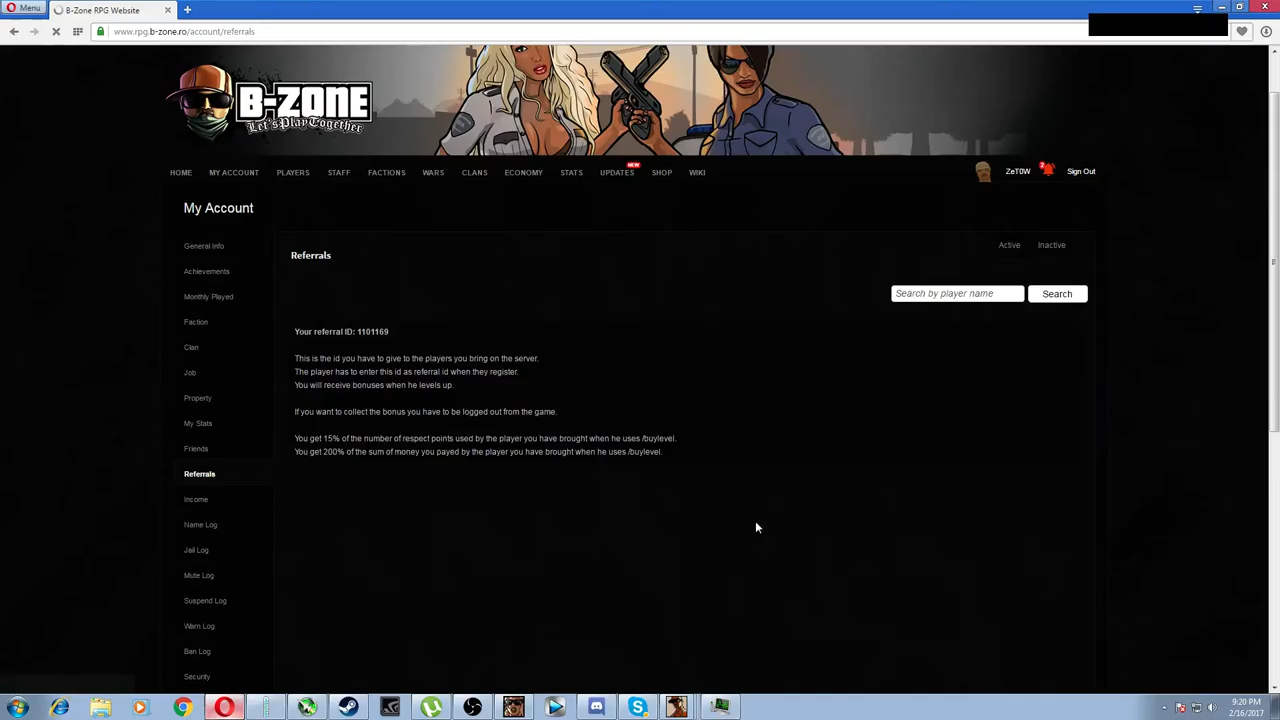 Menu
B-Zone RPG Website
www.rpg.b-zone.ro/account/referrals
B-ZONE
Let'sPlayTogether
HOME MY ACCOUNT PLAYERS STAFF FACTIONS WARS CLANS ECONOMY STATS UPDATES NEW SHOP WIKI
2 ZeT0W Sign Out
My Account
General Info
Achievements
Monthly Played
Faction
Clan
Job
Property
My Stats
Friends
Referrals
Income
Name Log
Jail Log
Mute Log
Suspend Log
Warn Log
Ban Log
Security
Referrals
Active Inactive
Search by player name Search
Your referral ID: 1101169
This is the id you have to give to the players you bring on the server.
The player has to enter this id as referral id when they register.
You will receive bonuses when he levels up.
If you want to collect the bonus you have to be logged out from the game.
You get 15% of the number of respect points used by the player you have brought when he uses /buylevel.
You get 200% of the sum of money you payed by the player you have brought when he uses /buylevel.
9:20 PM
2/16/2017